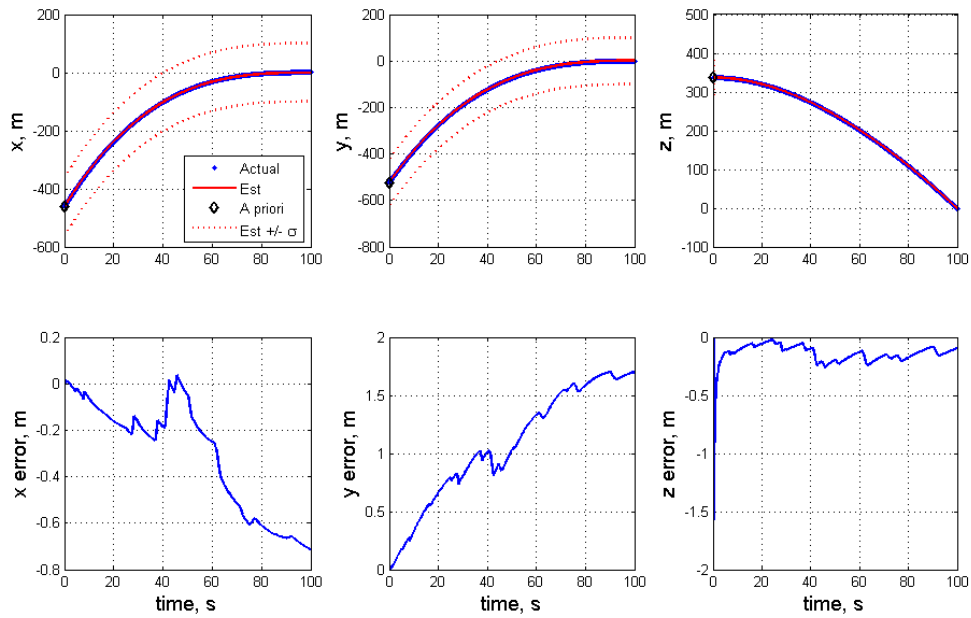 x, m
0
-200
-400
-600
0 20 40 60 80 100
Actual
Est
A priori
Est +/- σ
y, m
200
0
-200
-400
-600
-800
0 20 40 60 80 100
z, m
500
400
300
200
100
0
-100
0 20 40 60 80 100
x error, m
0.2
0
-0.2
-0.4
-0.6
-0.8
0 20 40 60 80 100
time, s
y error, m
2
1.5
1
0.5
0
0 20 40 60 80 100
time, s
z error, m
0
-0.5
-1
-1.5
-2
0 20 40 60 80 100
time, s